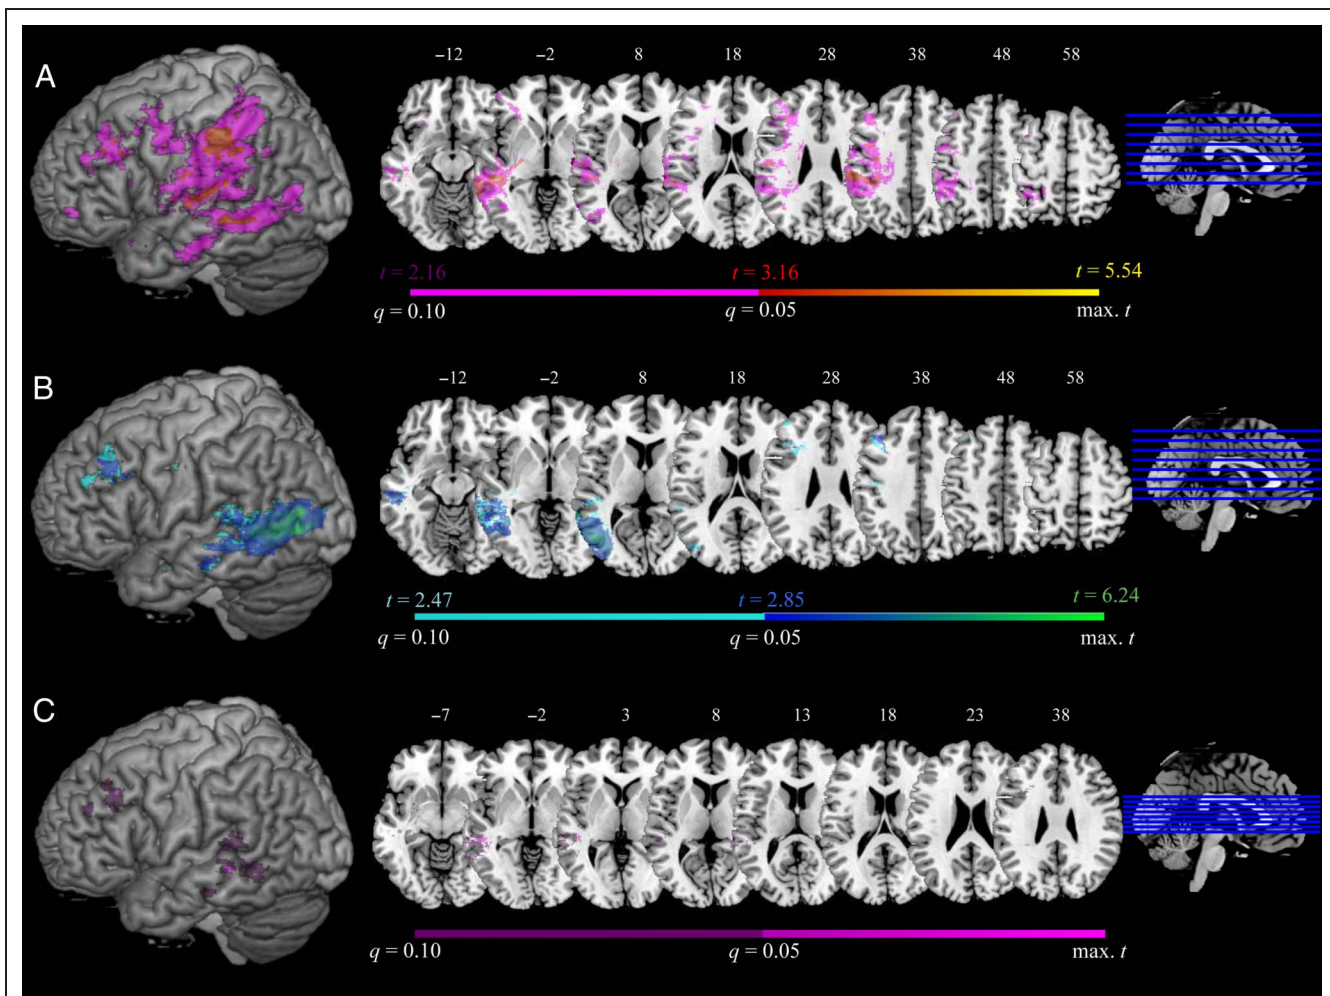 A
−12 −2 8 18 28 38 48 58
t = 2.16 t = 3.16 t = 5.54
q = 0.10 q = 0.05 max. t
B
−12 −2 8 18 28 38 48 58
t = 2.47 t = 2.85 t = 6.24
q = 0.10 q = 0.05 max. t
C
−7 −2 3 8 13 18 23 38
q = 0.10 q = 0.05 max. t